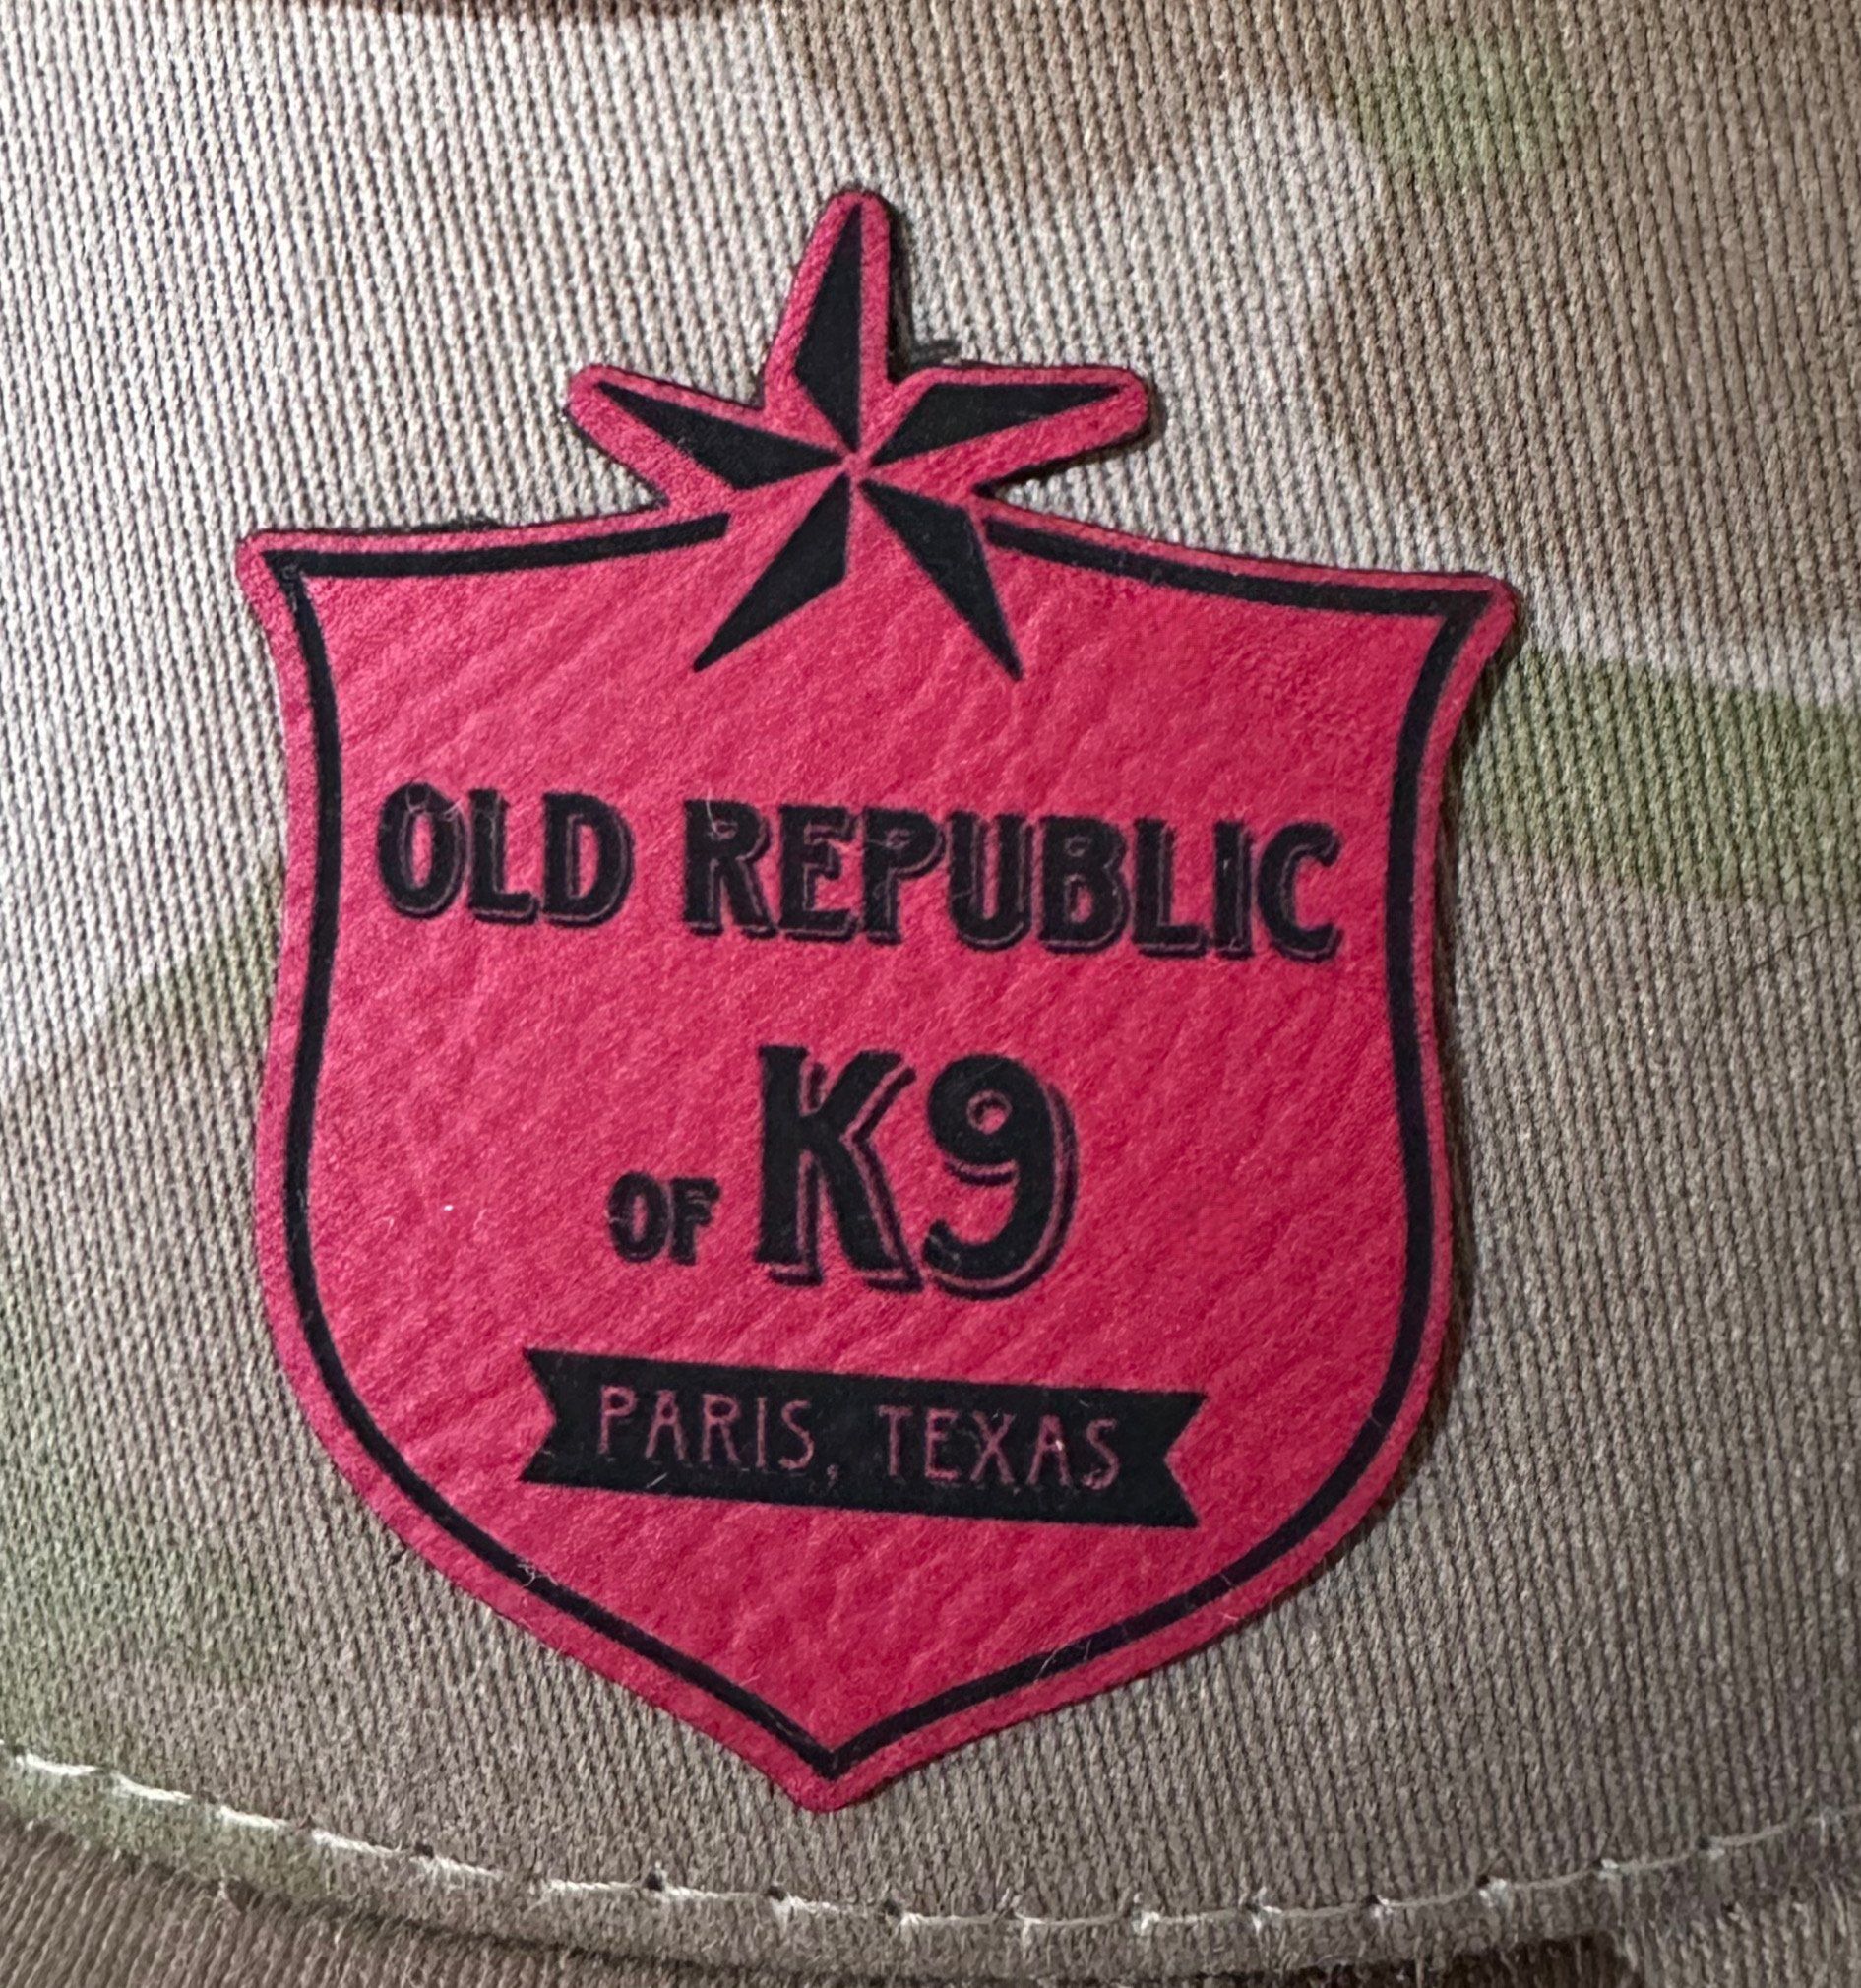 OLD REPUBLIC
OF K9
PARIS, TEXAS